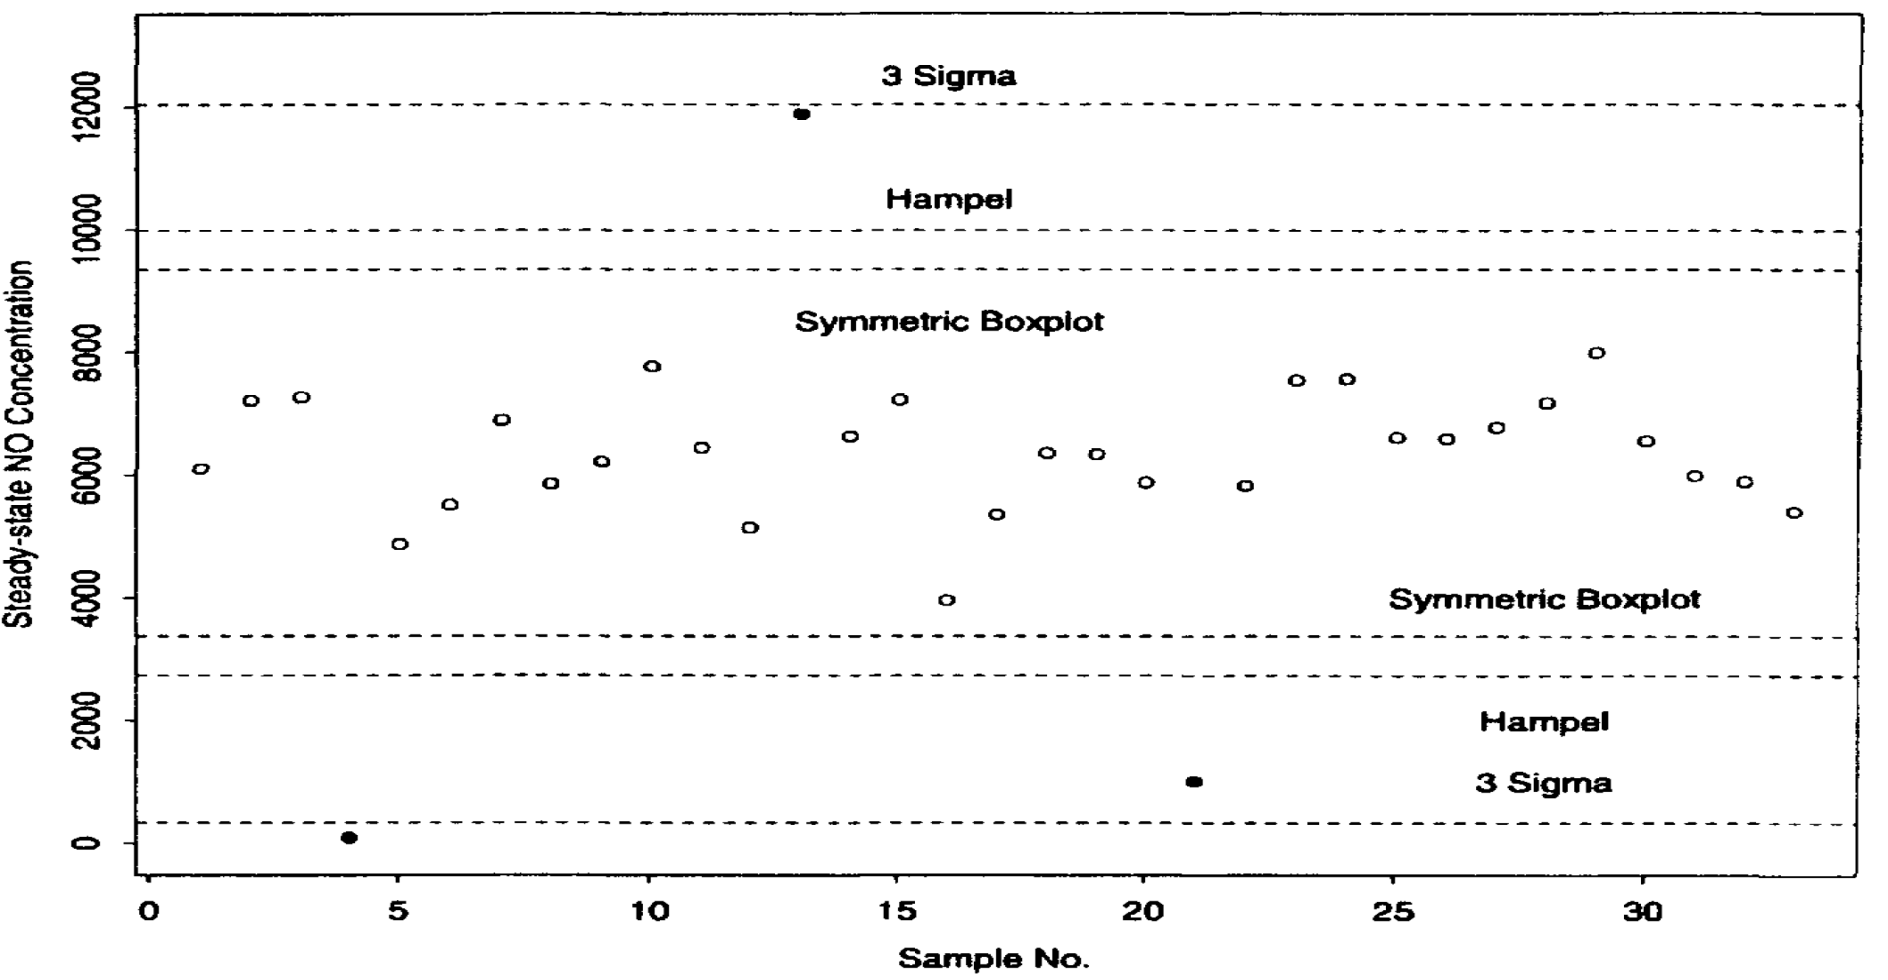 3 Sigma
12000
Hampel
10000
Symmetric Boxplot
8000
6000
Steady-state NO Concentration
4000
Symmetric Boxplot
2000
Hampel
3 Sigma
0
0 5 10 15 20 25 30
Sample No.